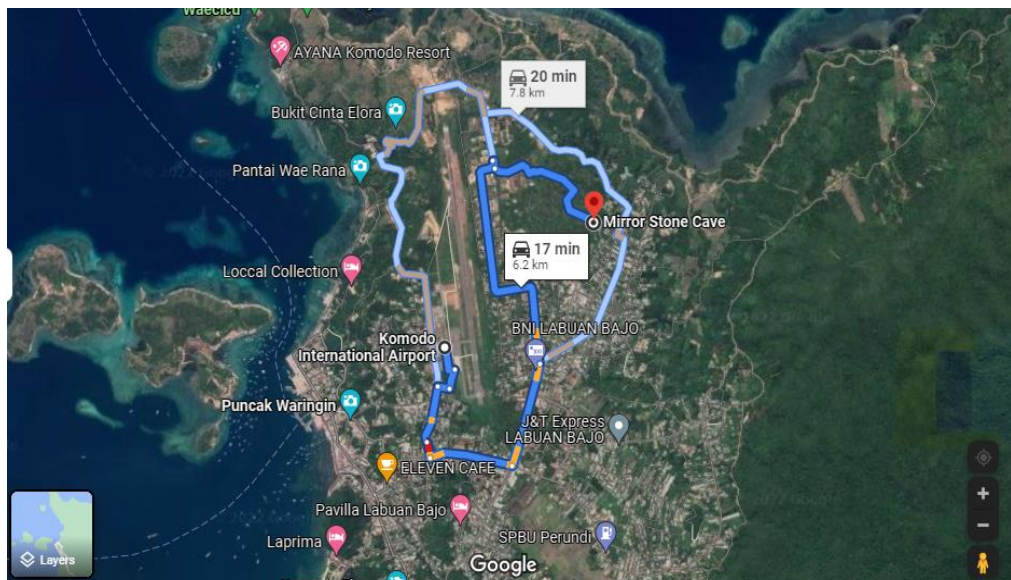 Waecicu
AYANA Komodo Resort
20 min
7.8 km
Bukit Cinta Elora
Pantai Wae Rana
Mirror Stone Cave
17 min
6.2 km
Loccal Collection
BNI LABUAN BAJO
Komodo
International Airport
Puncak Waringin
J&T Express
LABUAN BAJO
ELEVEN CAFE
Pavilla Labuan Bajo
SPBU Perundi
Laprima
Layers
Google